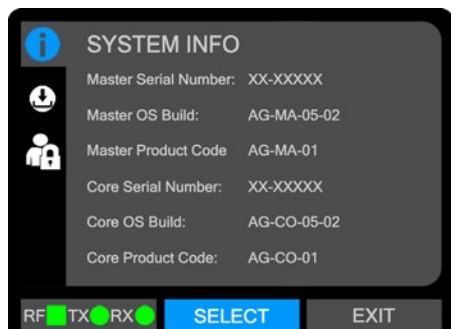 SYSTEM INFO
Master Serial Number: XX-XXXXX
Master OS Build: AG-MA-05-02
Master Product Code AG-MA-01
Core Serial Number: XX-XXXXX
Core OS Build: AG-CO-05-02
Core Product Code: AG-CO-01
RF TX RX SELECT EXIT